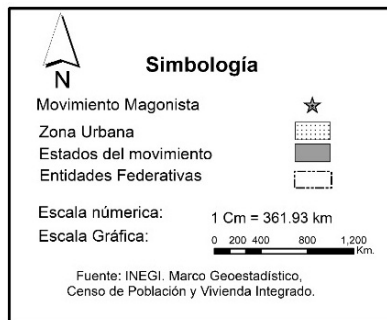 N
Simbología
Movimiento Magonista
Zona Urbana
Estados del movimiento
Entidades Federativas
Escala númerica: 1 Cm = 361.93 km
Escala Gráfica: 0 200 400 800 1,200
Km.
Fuente: INEGI. Marco Geoestadístico,
Censo de Población y Vivienda Integrado.